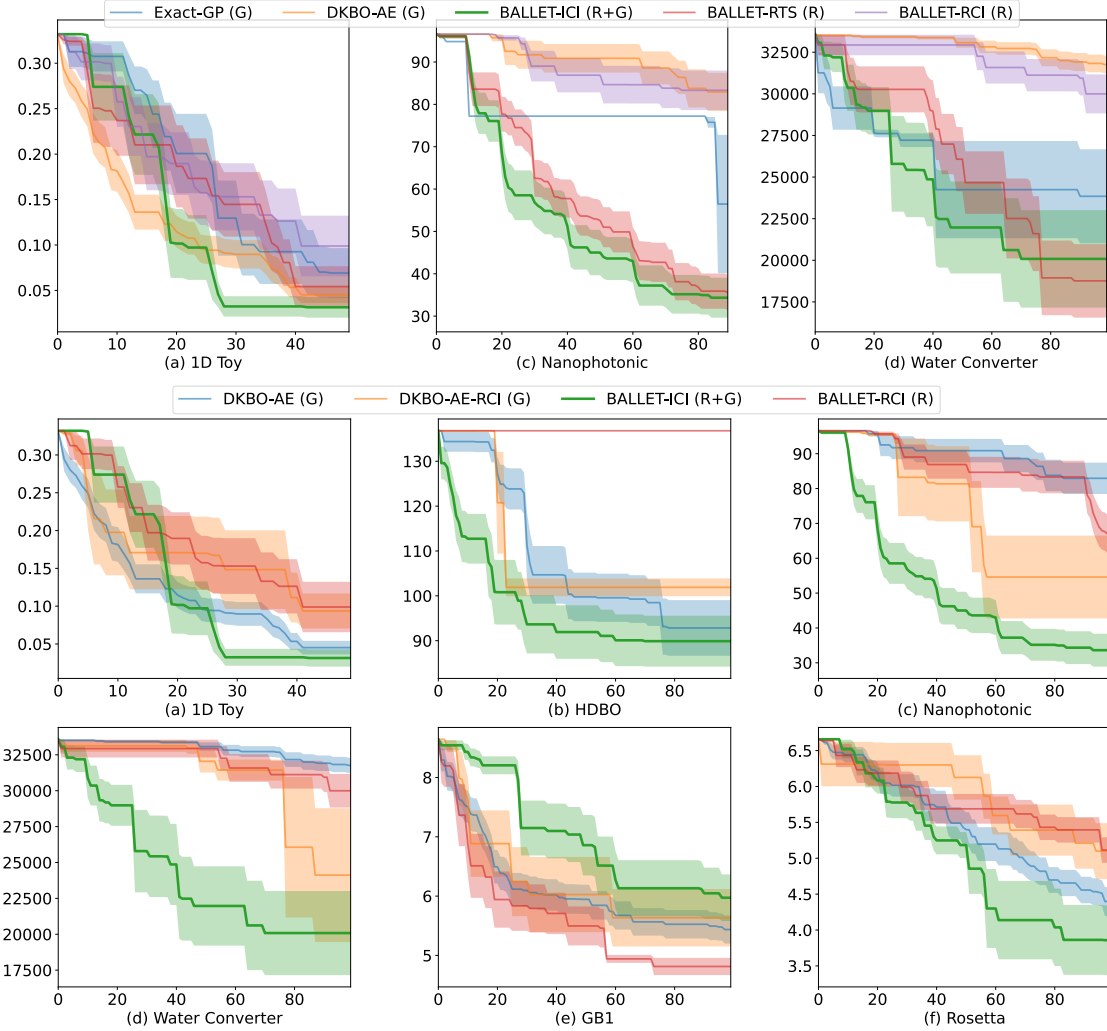 Exact-GP (G) DKBO-AE (G) BALLET-ICI (R+G) BALLET-RTS (R) BALLET-RCI (R)
0.30
0.25
0.20
0.15
0.10
0.05
0 10 20 30 40
(a) 1D Toy
90
80
70
60
50
40
30
0 20 40 60 80
(c) Nanophotonic
32500
30000
27500
25000
22500
20000
17500
0 20 40 60 80
(d) Water Converter
DKBO-AE (G) DKBO-AE-RCI (G) BALLET-ICI (R+G) BALLET-RCI (R)
0.30
0.25
0.20
0.15
0.10
0.05
0 10 20 30 40
(a) 1D Toy
130
120
110
100
90
0 20 40 60 80
(b) HDBO
90
80
70
60
50
40
30
0 20 40 60 80
(c) Nanophotonic
32500
30000
27500
25000
22500
20000
17500
0 20 40 60 80
(d) Water Converter
8
7
6
5
0 20 40 60 80
(e) GB1
6.5
6.0
5.5
5.0
4.5
4.0
3.5
0 20 40 60 80
(f) Rosetta